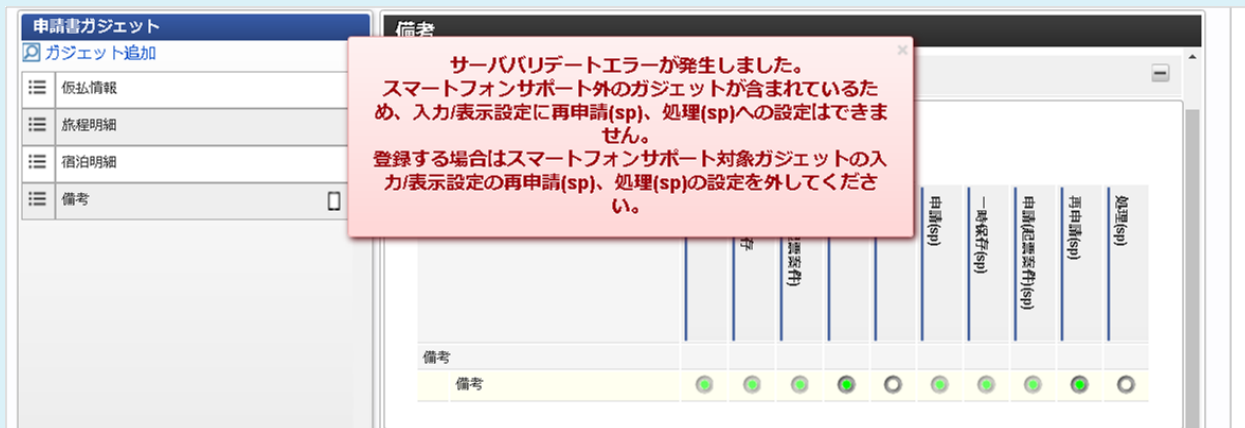 申請書ガジェット
ガジェット追加
仮払情報
旅程明細
宿泊明細
備考
備考
サーババリデートエラーが発生しました。
スマートフォンサポート外のガジェットが含まれているた
め、入力/表示設定に再申請(sp)、処理(sp)への設定はできま
せん。
登録する場合はスマートフォンサポート対象ガジェットの入
力/表示設定の再申請(sp)、処理(sp)の設定を外してくださ
い。
存
票案件)
申請(sp)
一時保存(sp)
申請(起票案件)(sp)
再申請(sp)
処理(sp)
備考
備考